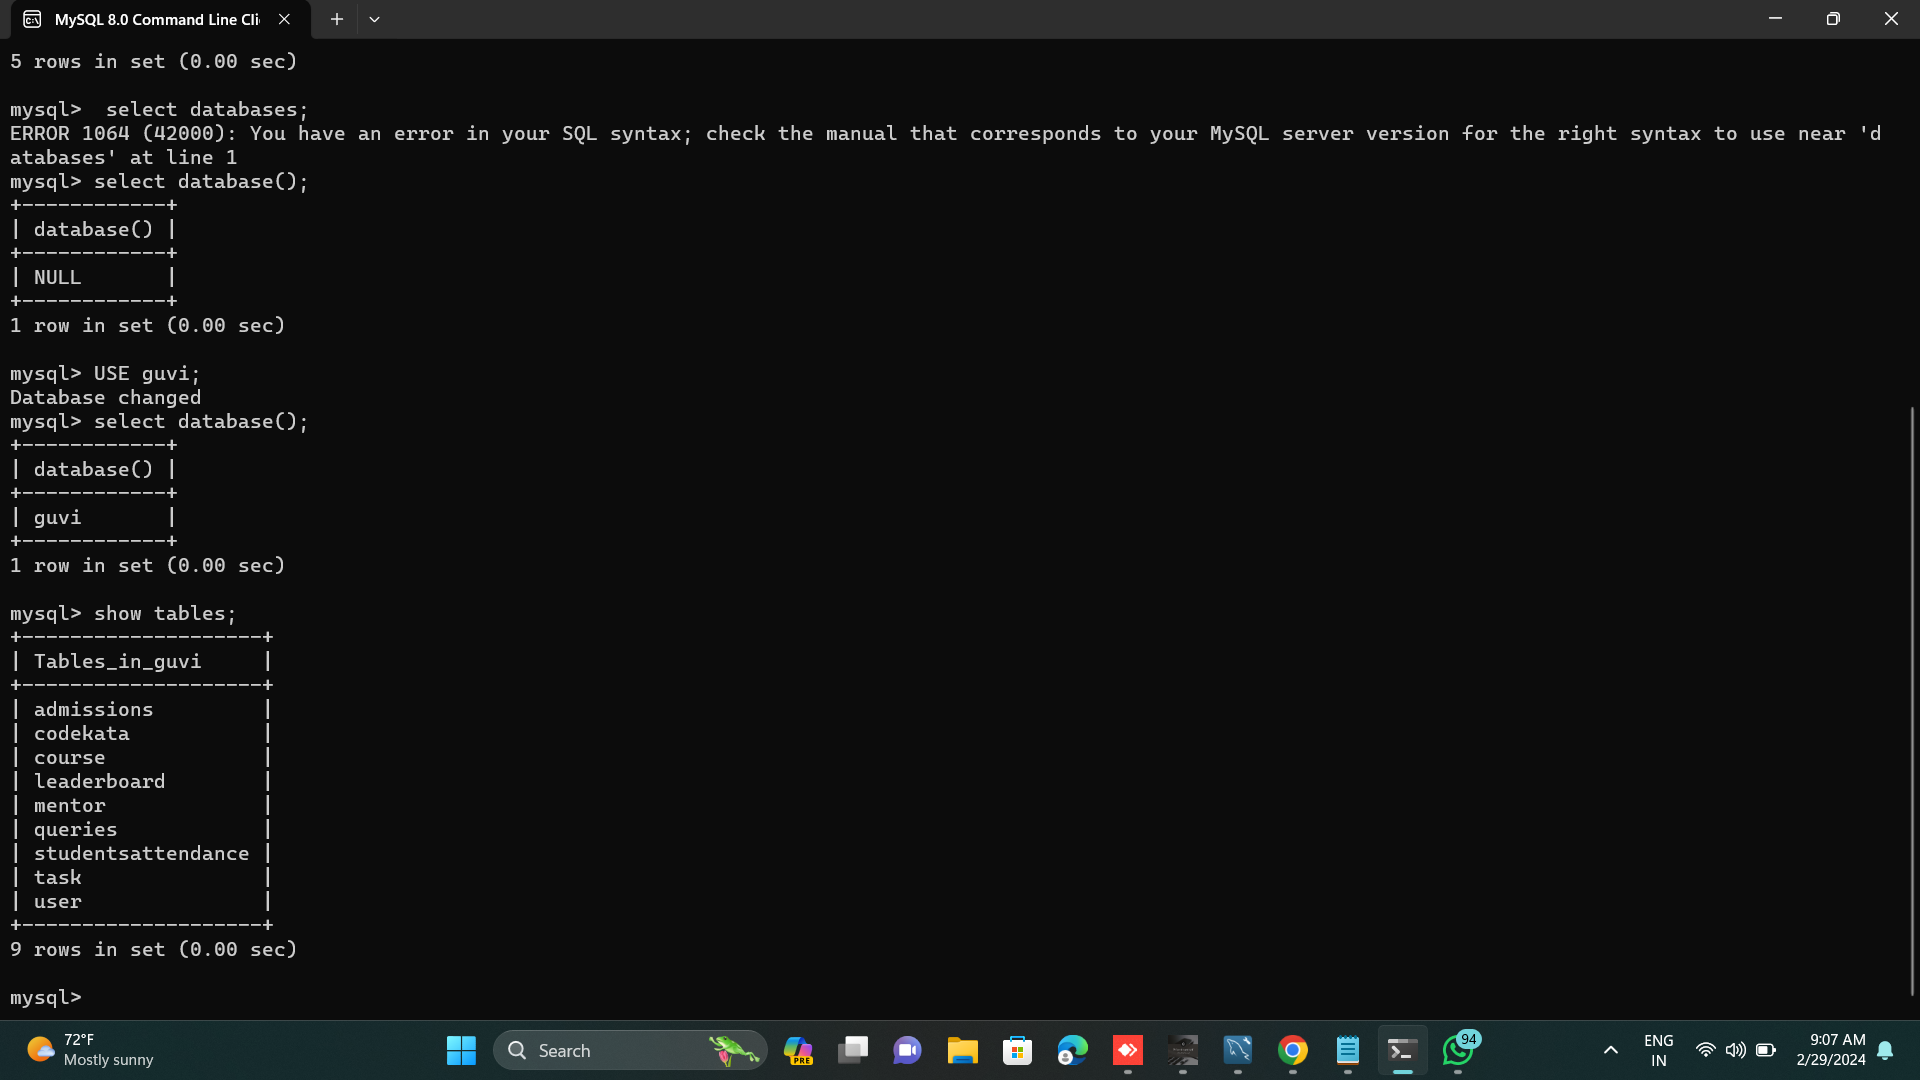 MySQL 8.0 Command Line Cli
5 rows in set (0.00 sec)
mysql>  select databases;
ERROR 1064 (42000): You have an error in your SQL syntax; check the manual that corresponds to your MySQL server version for the right syntax to use near 'd
atabases' at line 1
mysql> select database();
+------------+
| database() |
+------------+
| NULL       |
+------------+
1 row in set (0.00 sec)
mysql> USE guvi;
Database changed
mysql> select database();
+------------+
| database() |
+------------+
| guvi       |
+------------+
1 row in set (0.00 sec)
mysql> show tables;
+--------------------+
| Tables_in_guvi     |
+--------------------+
| admissions         |
| codekata           |
| course             |
| leaderboard        |
| mentor             |
| queries            |
| studentsattendance |
| task               |
| user               |
+--------------------+
9 rows in set (0.00 sec)
mysql>
72°F
Mostly sunny
Search
PRE
94
ENG
IN
9:07 AM
2/29/2024